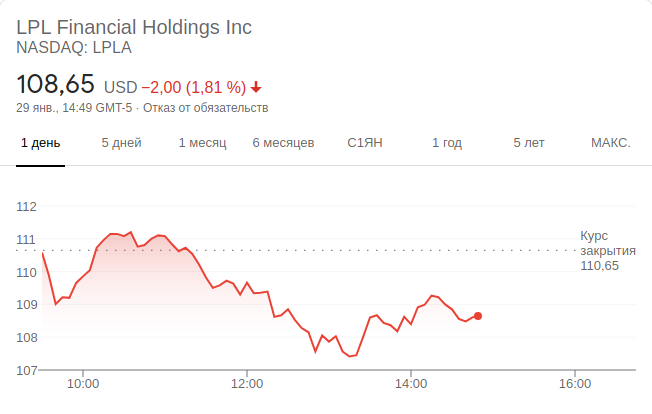 LPL Financial Holdings Inc
NASDAQ: LPLA
108,65 USD −2,00 (1,81 %)
29 янв., 14:49 GMT-5 · Отказ от обязательств
1 день 5 дней 1 месяц 6 месяцев С1ЯН 1 год 5 лет МАКС.
112
111
110
109
108
107
Курс
закрытия
110,65
10:00 12:00 14:00 16:00